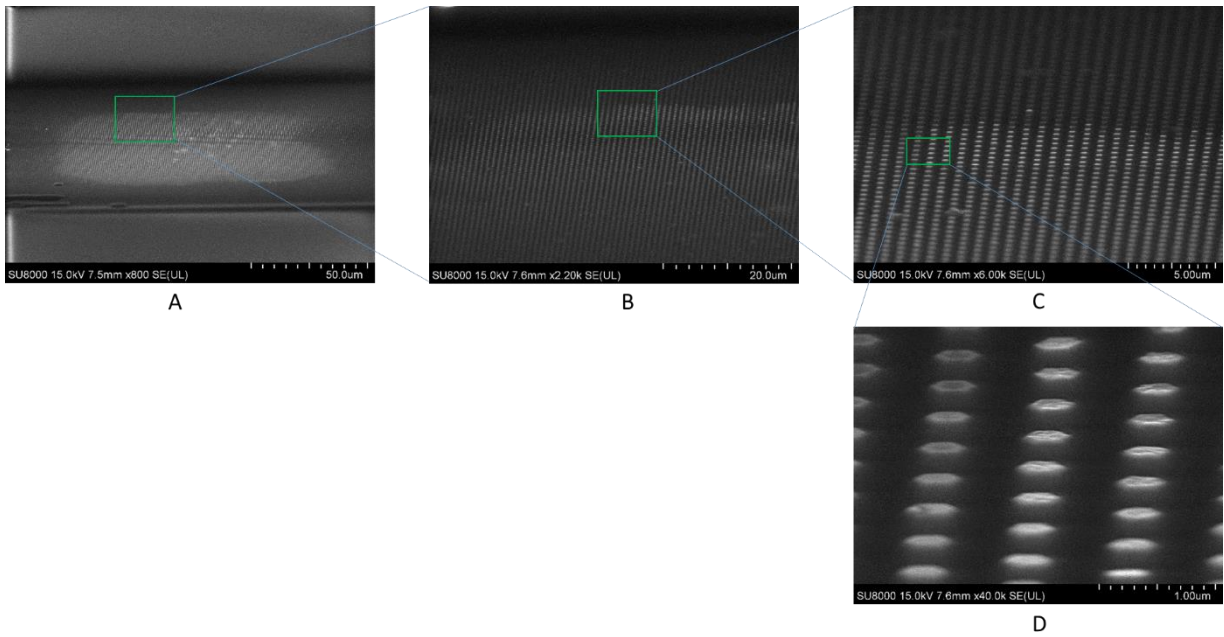 SU8000 15.0kV 7.5mm x800 SE(UL) 50.0um
A
SU8000 15.0kV 7.6mm x2.20k SE(UL) 20.0um
B
SU8000 15.0kV 7.6mm x6.00k SE(UL) 5.00um
C
SU8000 15.0kV 7.6mm x40.0k SE(UL) 1.00um
D